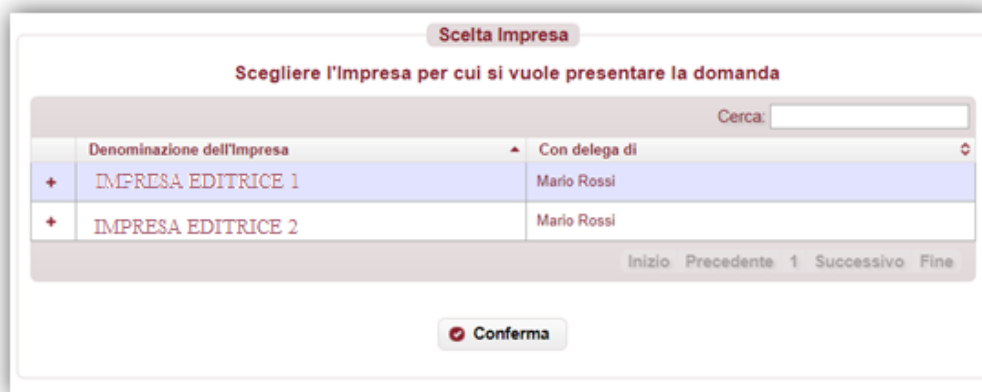 Scelta Impresa
Scegliere l'Impresa per cui si vuole presentare la domanda
Cerca:
Denominazione dell'Impresa Con delega di
+ IMPRESA EDITRICE 1 Mario Rossi
+ IMPRESA EDITRICE 2 Mario Rossi
Inizio Precedente 1 Successivo Fine
Conferma